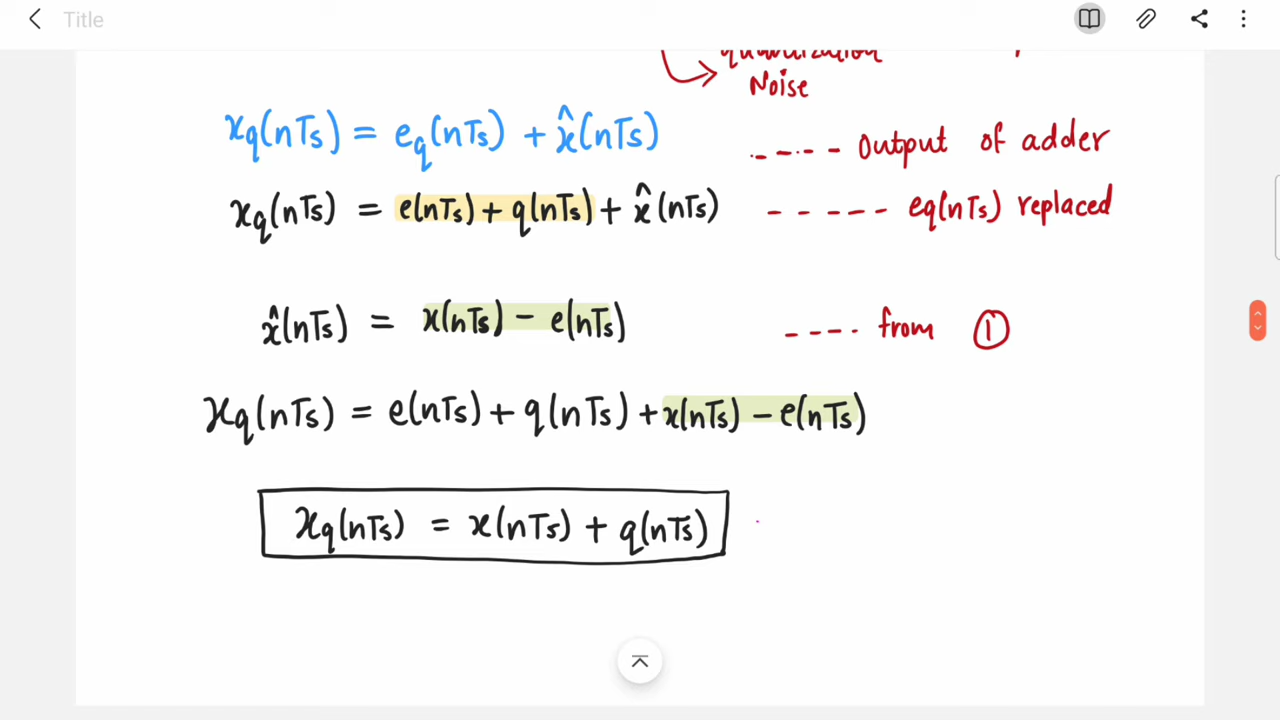 Title
quantization
Noise
xq(nTs) = eq(nTs) + x̂(nTs) ----- Output of adder
xq(nTs) = e(nTs) + q(nTs) + x̂(nTs) ----- eq(nTs) replaced
x̂(nTs) = x(nTs) - e(nTs) ---- from ①
xq(nTs) = e(nTs) + q(nTs) + x(nTs) - e(nTs)
xq(nTs) = x(nTs) + q(nTs)